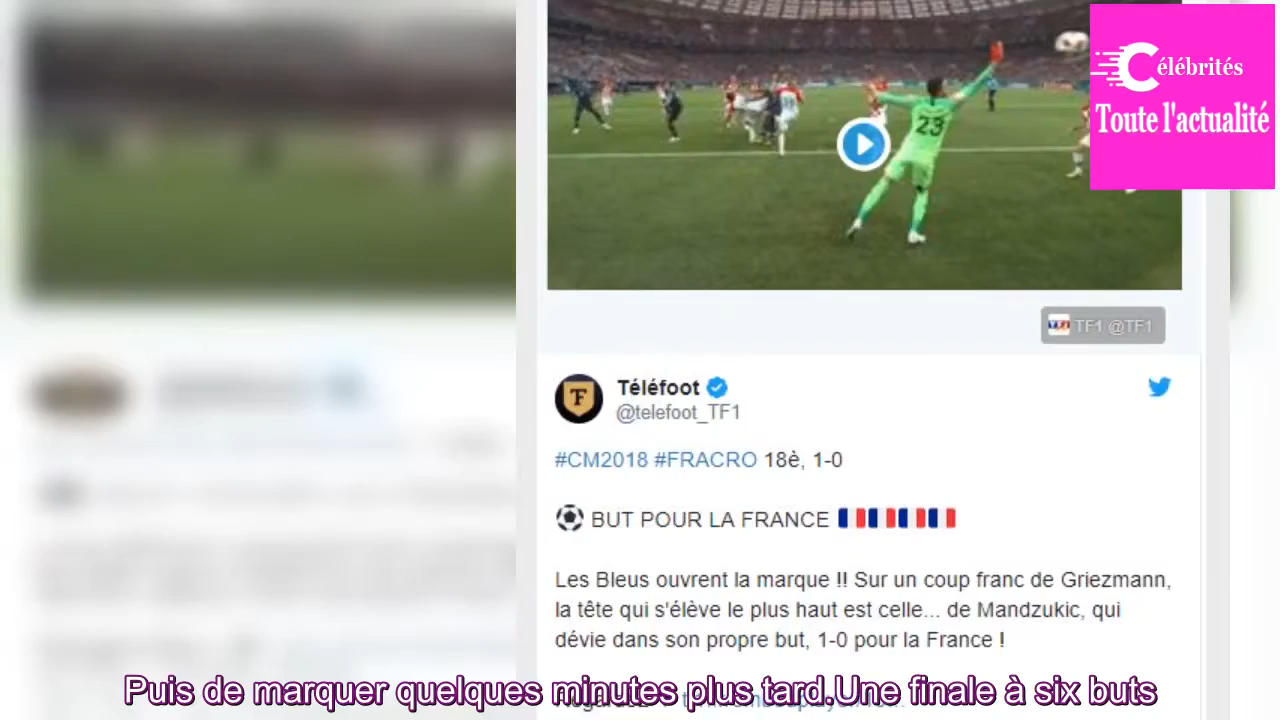 Célébrités
Toute l'actualité
23
TF1 @TF1
Téléfoot
@telefoot_TF1
#CM2018 #FRACRO 18è, 1-0
BUT POUR LA FRANCE
Les Bleus ouvrent la marque !! Sur un coup franc de Griezmann,
la tête qui s'élève le plus haut est celle... de Mandzukic, qui
dévie dans son propre but, 1-0 pour la France !
Puis de marquer quelques minutes plus tard.Une finale à six buts